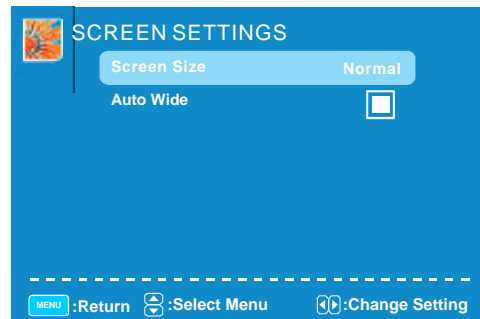 SCREEN SETTINGS
Screen Size Normal
Auto Wide
MENU :Return :Select Menu :Change Setting